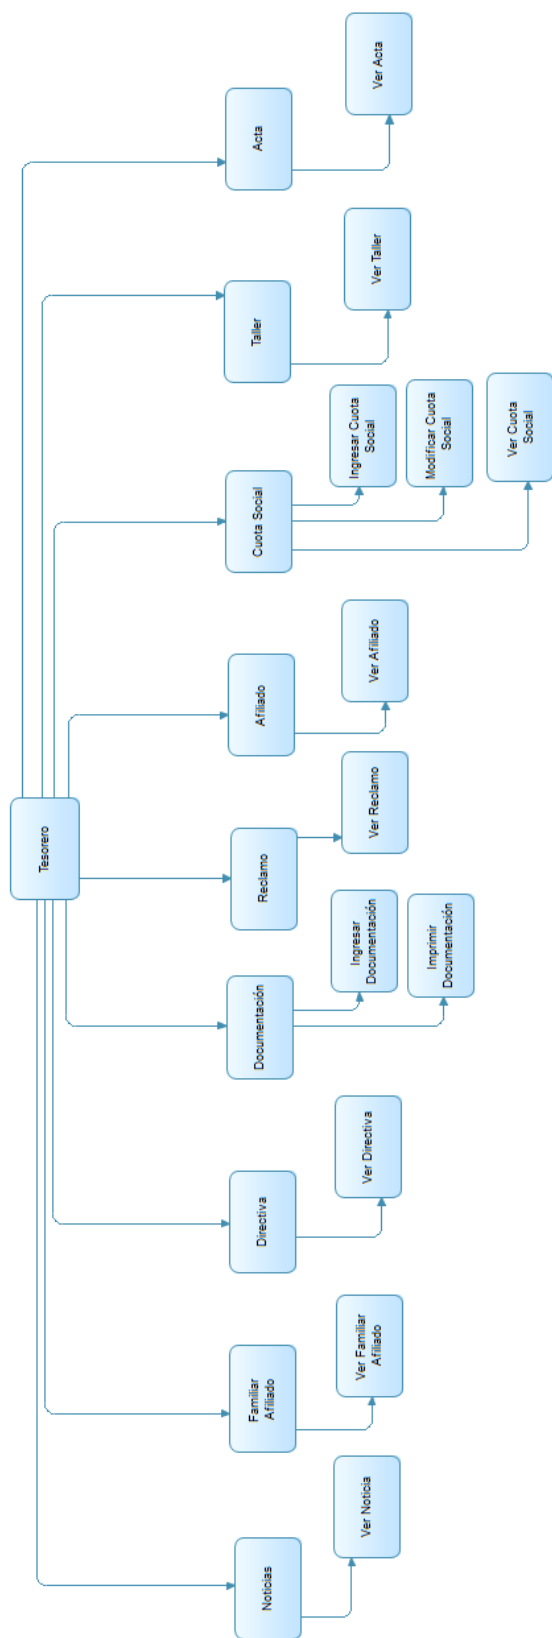 Tesorero
Noticias
Familiar
Afiliado
Directiva
Documentación
Reclamo
Afiliado
Cuota Social
Taller
Acta
Ver Noticia
Ver Familiar
Afiliado
Ver Directiva
Ingresar
Documentación
Imprimir
Documentación
Ver Reclamo
Ver Afiliado
Ingresar Cuota
Social
Modificar Cuota
Social
Ver Cuota
Social
Ver Taller
Ver Acta